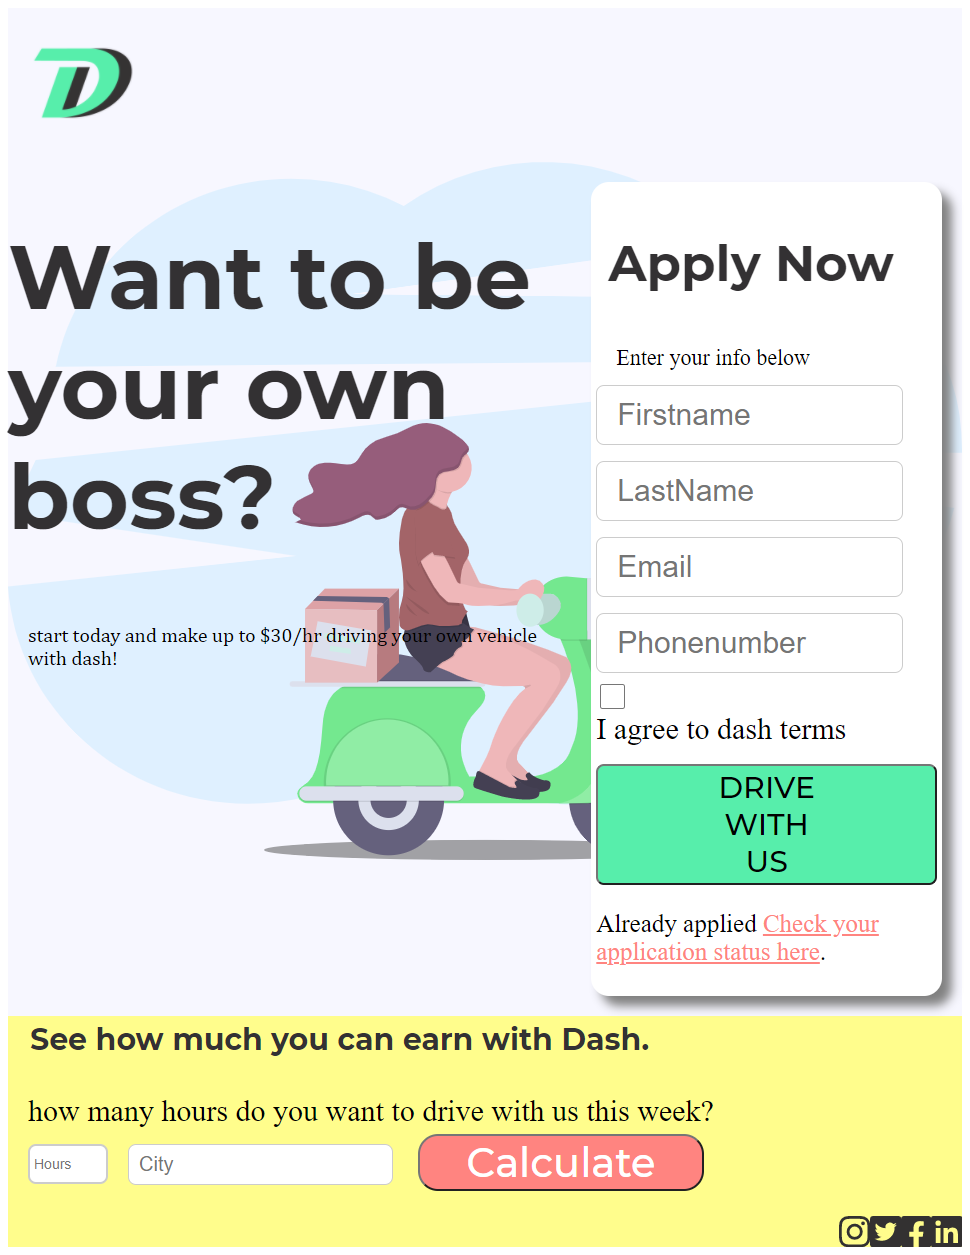 Want to be
your own
boss?
start today and make up to $30/hr driving your own vehicle
with dash!
Apply Now
Enter your info below
Firstname
LastName
Email
Phonenumber
I agree to dash terms
DRIVE
WITH
US
Already applied Check your
application status here.
See how much you can earn with Dash.
how many hours do you want to drive with us this week?
Hours City Calculate